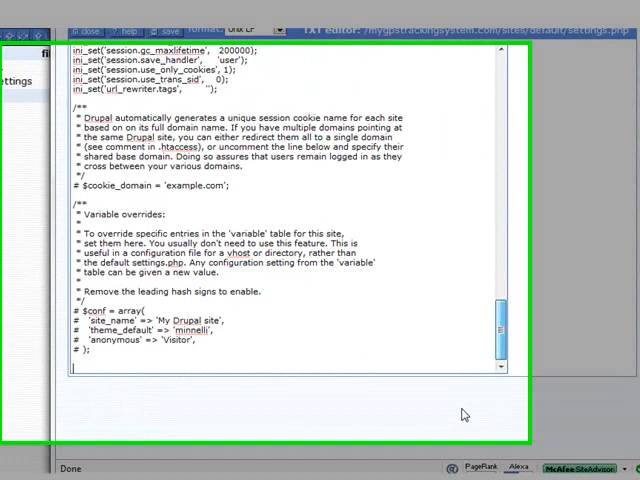 close ? help save format: Unix LF TXT editor: /mygpstrackingsystem.com/sites/default/settings.php
fil
ettings
ini_set('session.gc_maxlifetime', 200000);
ini_set('session.save_handler', 'user');
ini_set('session.use_only_cookies', 1);
ini_set('session.use_trans_sid', 0);
ini_set('url_rewriter.tags', '');
/**
* Drupal automatically generates a unique session cookie name for each site
* based on on its full domain name. If you have multiple domains pointing at
* the same Drupal site, you can either redirect them all to a single domain
* (see comment in .htaccess), or uncomment the line below and specify their
* shared base domain. Doing so assures that users remain logged in as they
* cross between your various domains.
*/
# $cookie_domain = 'example.com';
/**
* Variable overrides:
*
* To override specific entries in the 'variable' table for this site,
* set them here. You usually don't need to use this feature. This is
* useful in a configuration file for a vhost or directory, rather than
* the default settings.php. Any configuration setting from the 'variable'
* table can be given a new value.
*
* Remove the leading hash signs to enable.
*/
# $conf = array(
# 'site_name' => 'My Drupal site',
# 'theme_default' => 'minnelli',
# 'anonymous' => 'Visitor',
# );
Done @ PageRank Alexa McAfee SiteAdvisor